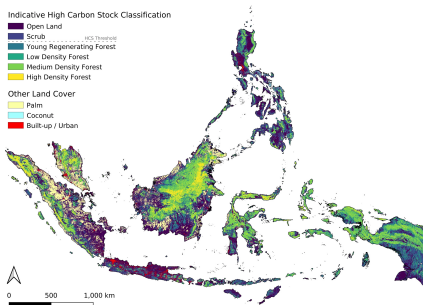 Indicative High Carbon Stock Classification
Open Land
Scrub
HCS Threshold
Young Regenerating Forest
Low Density Forest
Medium Density Forest
High Density Forest
Other Land Cover
Palm
Coconut
Built-up / Urban
0 500 1,000 km